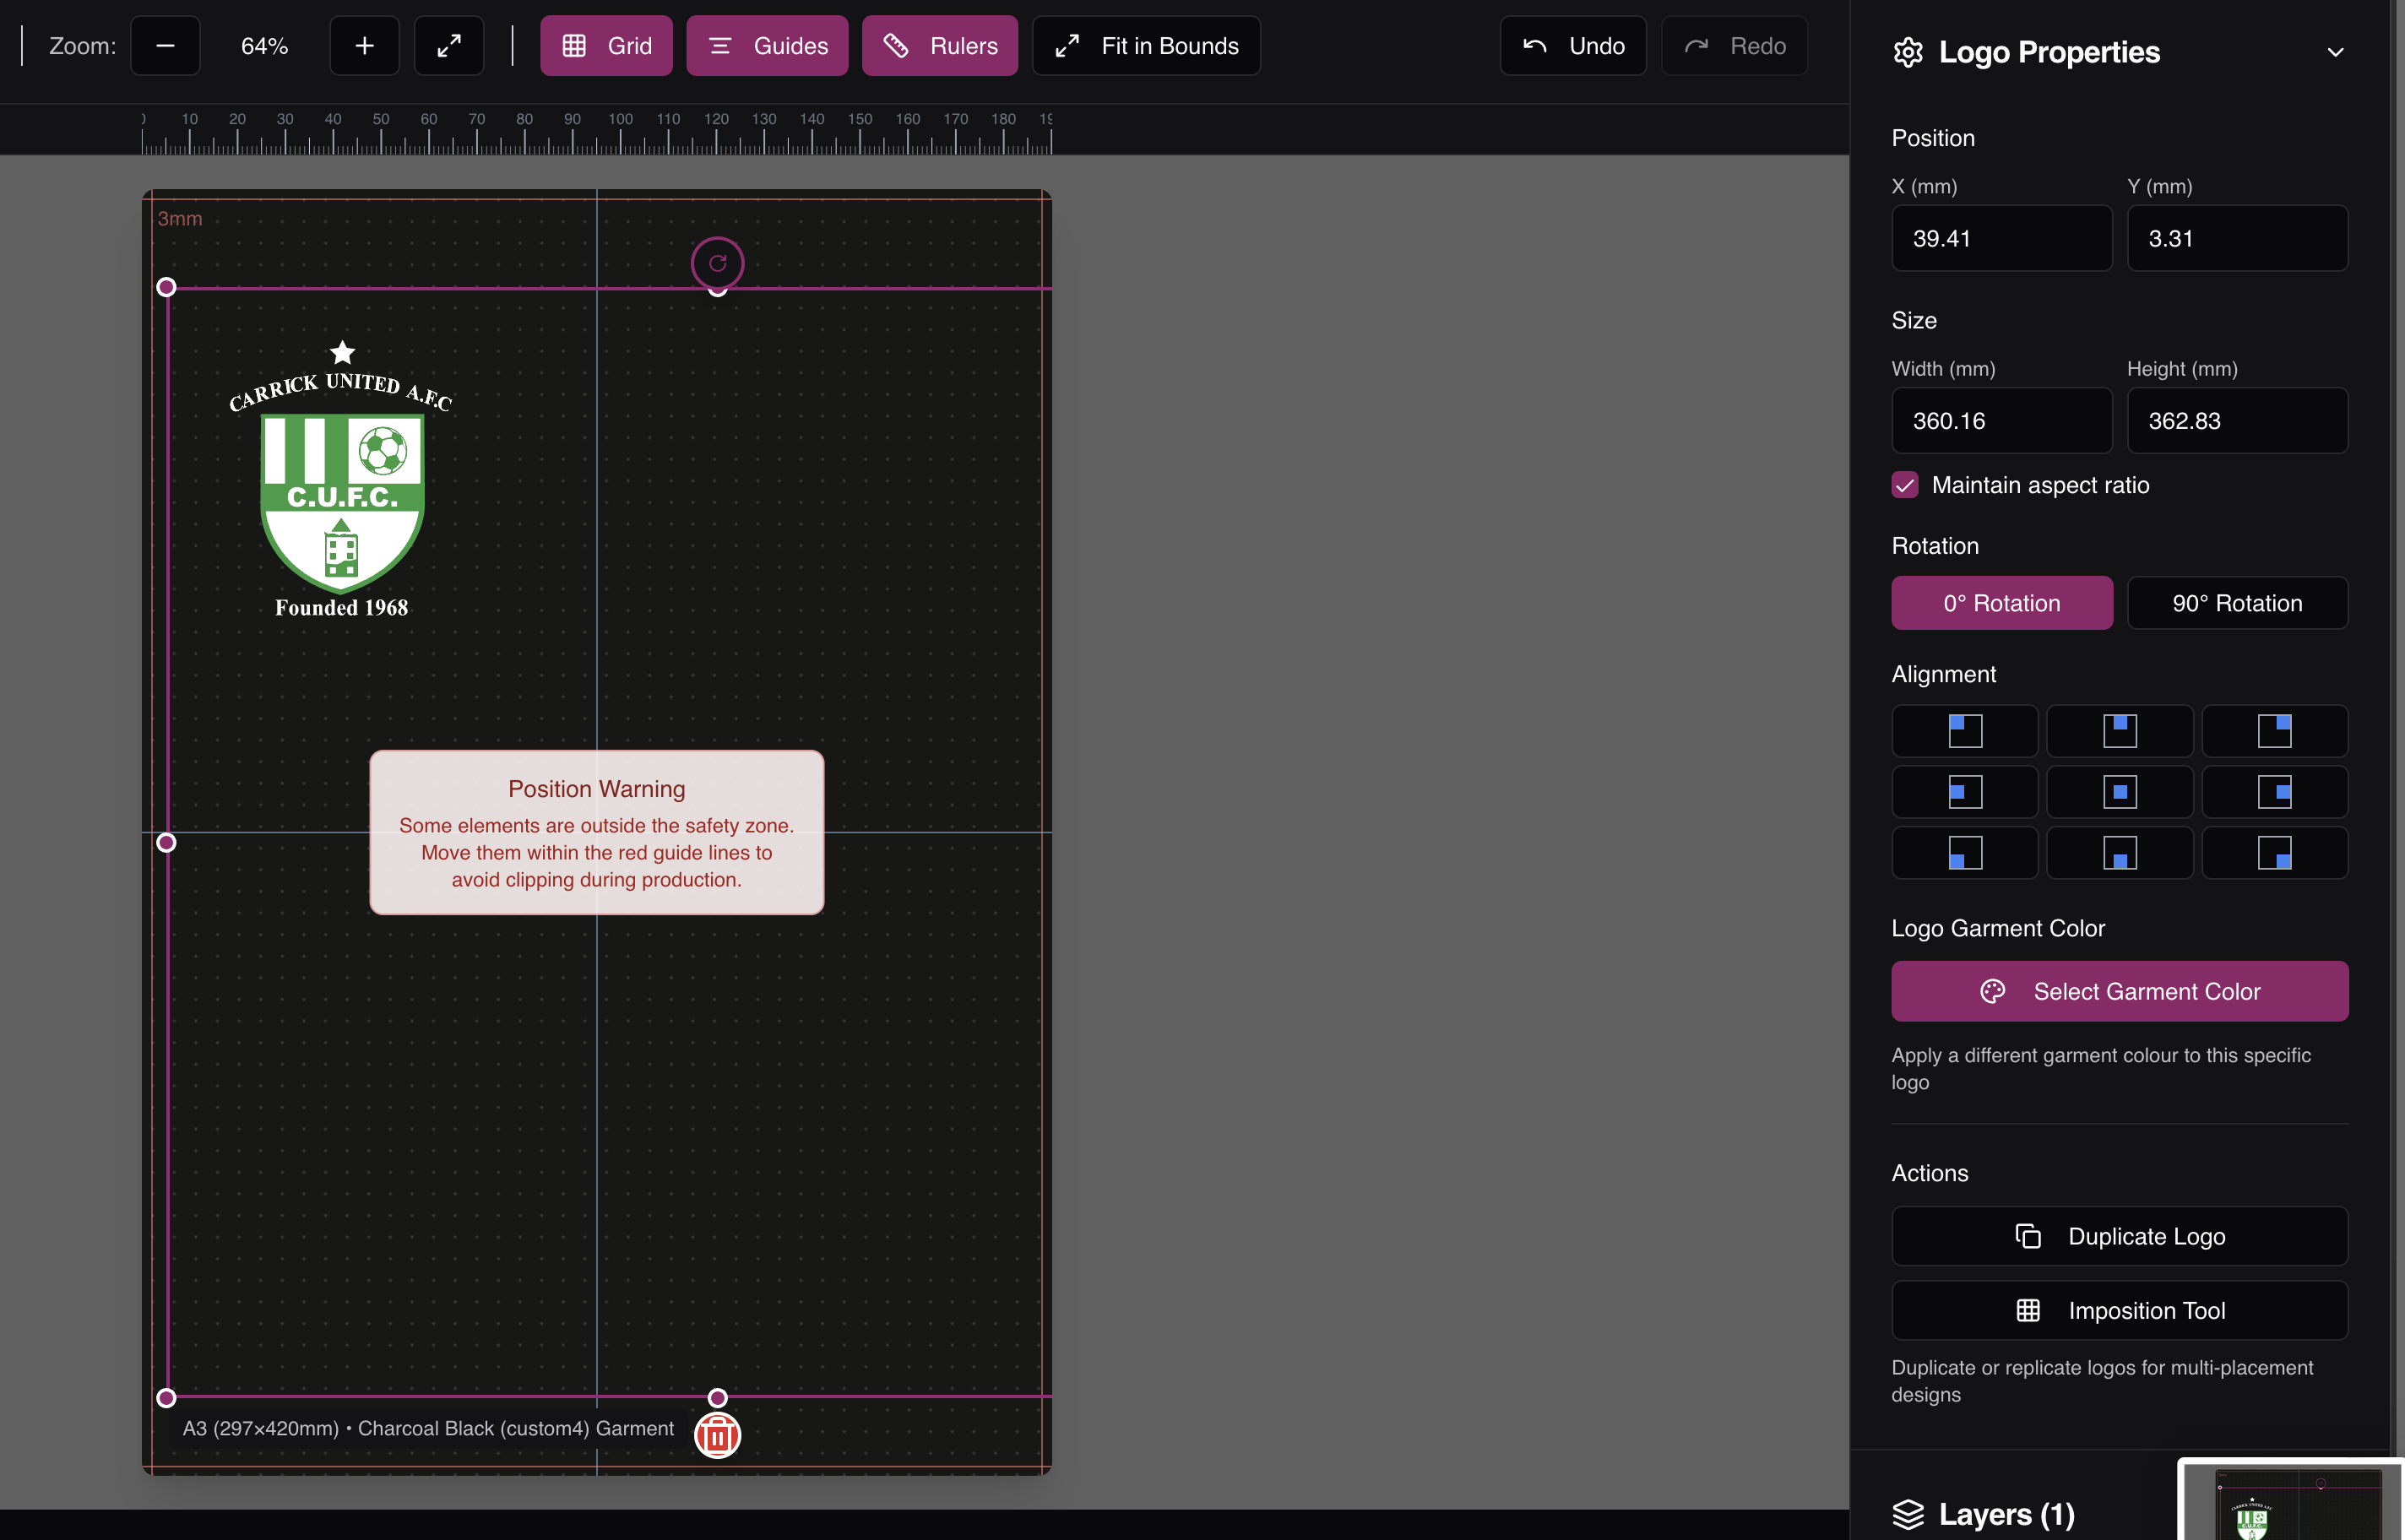 Zoom:
64%
Grid
Guides
Rulers
Fit in Bounds
Undo
Redo
0 10 20 30 40 50 60 70 80 90 100 110 120 130 140 150 160 170 180
3mm
CARRICK UNITED A.F.C
C.U.F.C.
Founded 1968
Position Warning
Some elements are outside the safety zone.
Move them within the red guide lines to
avoid clipping during production.
A3 (297×420mm) • Charcoal Black (custom4) Garment
Logo Properties
Position
X (mm) Y (mm)
39.41 3.31
Size
Width (mm) Height (mm)
360.16 362.83
Maintain aspect ratio
Rotation
0° Rotation 90° Rotation
Alignment
Logo Garment Color
Select Garment Color
Apply a different garment colour to this specific
logo
Actions
Duplicate Logo
Imposition Tool
Duplicate or replicate logos for multi-placement
designs
Layers (1)